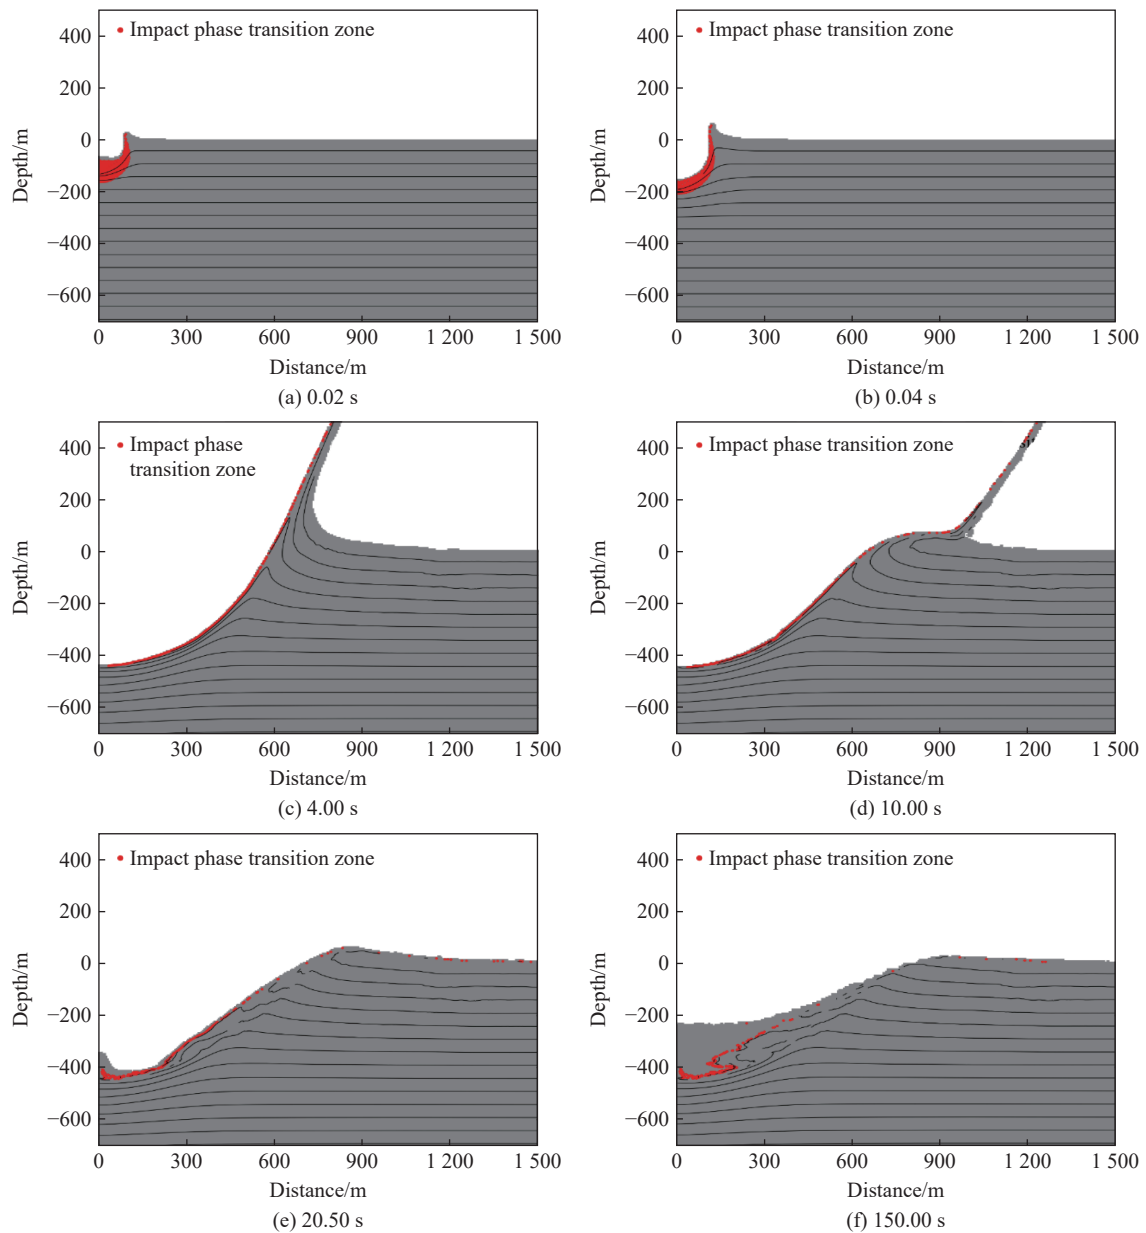 Impact phase transition zone
400
200
0
−200
−400
−600
Depth/m
0 300 600 900 1 200 1 500
Distance/m
(a) 0.02 s
Impact phase transition zone
400
200
0
−200
−400
−600
Depth/m
0 300 600 900 1 200 1 500
Distance/m
(b) 0.04 s
Impact phase
transition zone
400
200
0
−200
−400
−600
Depth/m
0 300 600 900 1 200 1 500
Distance/m
(c) 4.00 s
Impact phase transition zone
400
200
0
−200
−400
−600
Depth/m
0 300 600 900 1 200 1 500
Distance/m
(d) 10.00 s
Impact phase transition zone
400
200
0
−200
−400
−600
Depth/m
0 300 600 900 1 200 1 500
Distance/m
(e) 20.50 s
Impact phase transition zone
400
200
0
−200
−400
−600
Depth/m
0 300 600 900 1 200 1 500
Distance/m
(f) 150.00 s